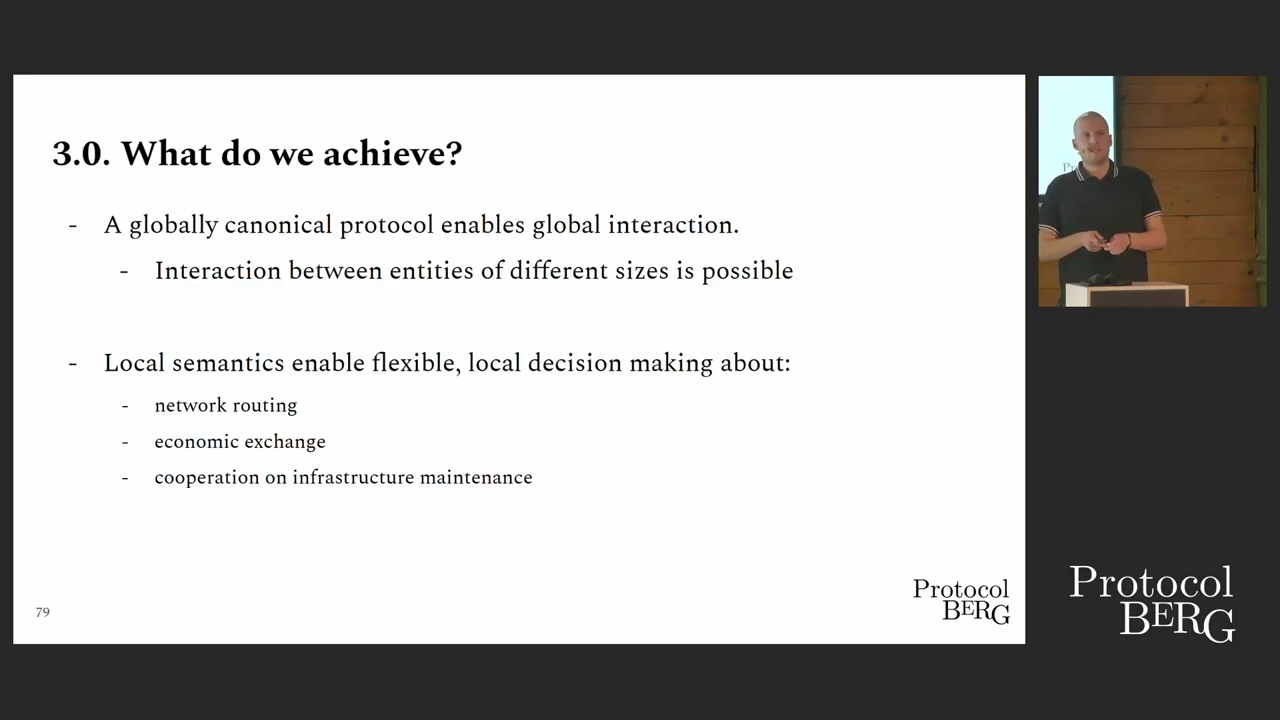 3.0. What do we achieve?
- A globally canonical protocol enables global interaction.
- Interaction between entities of different sizes is possible
- Local semantics enable flexible, local decision making about:
- network routing
- economic exchange
- cooperation on infrastructure maintenance
79
Protocol
BERG
Protocol
BERG